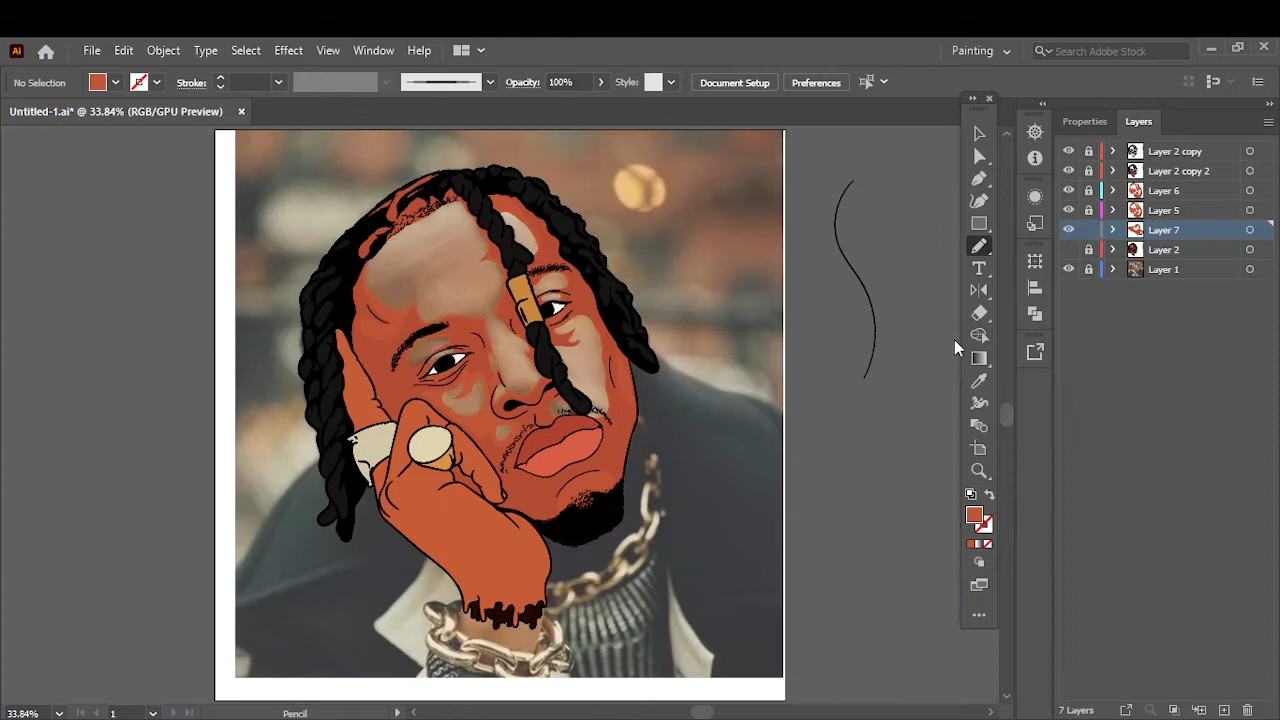 Ai File Edit Object Type Select Effect View Window Help Painting Search Adobe Stock
No Selection Stroke: Opacity: 100% Style: Document Setup Preferences
Untitled-1.ai* @ 33.84% (RGB/GPU Preview)
Properties Layers
Layer 2 copy
Layer 2 copy 2
Layer 6
Layer 5
Layer 7
Layer 2
Layer 1
33.84% 1 Pencil 7 Layers